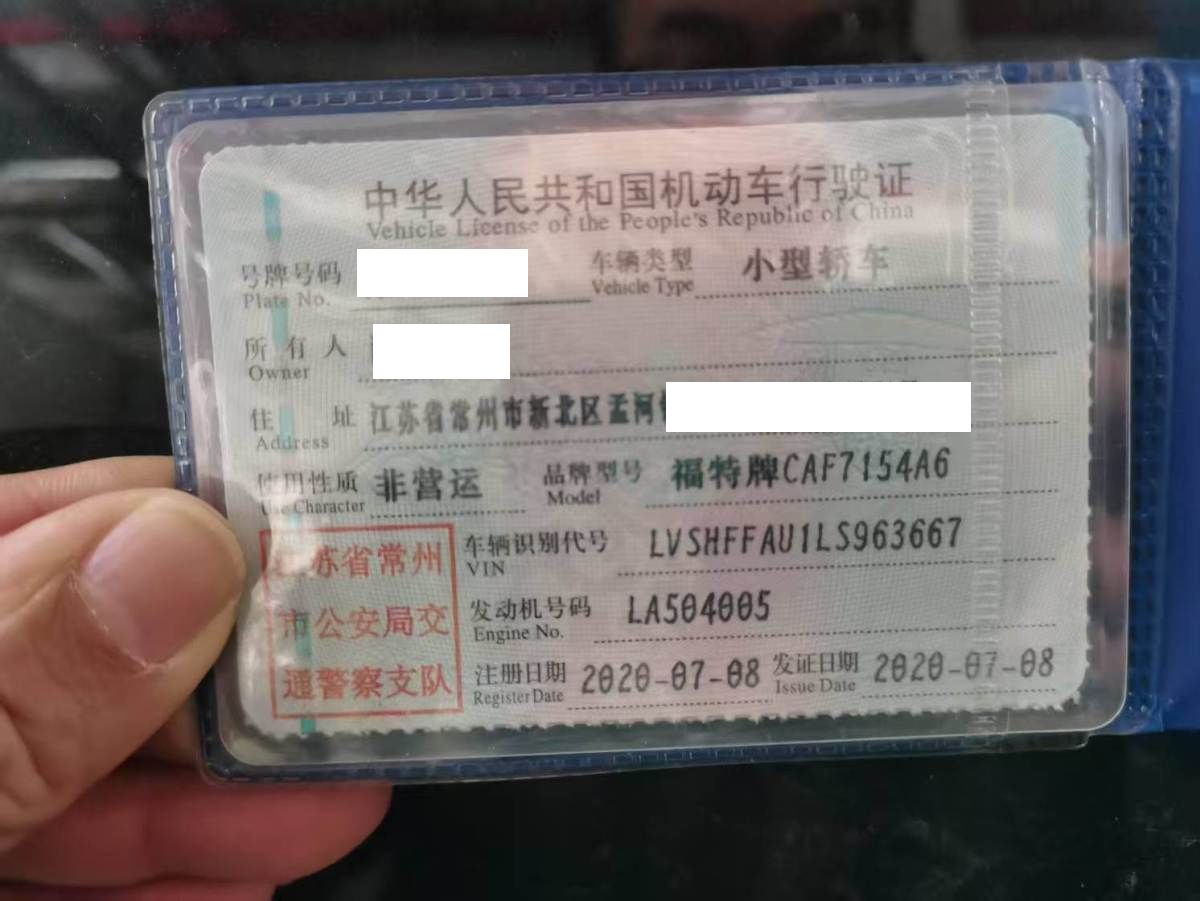 中华人民共和国机动车行驶证
Vehicle License of the People's Republic of China
号牌号码 车辆类型 小型轿车
Plate No. Vehicle Type
所有人
Owner
住址 江苏省常州市新北区孟河
Address
使用性质 非营运 品牌型号 福特牌CAF7154A6
Use Character Model
车辆识别代号 LVSHFFAU1LS963667
VIN
发动机号码 LA504005
Engine No.
注册日期 2020-07-08 发证日期 2020-07-08
Register Date Issue Date
江苏省常州
市公安局交
通警察支队